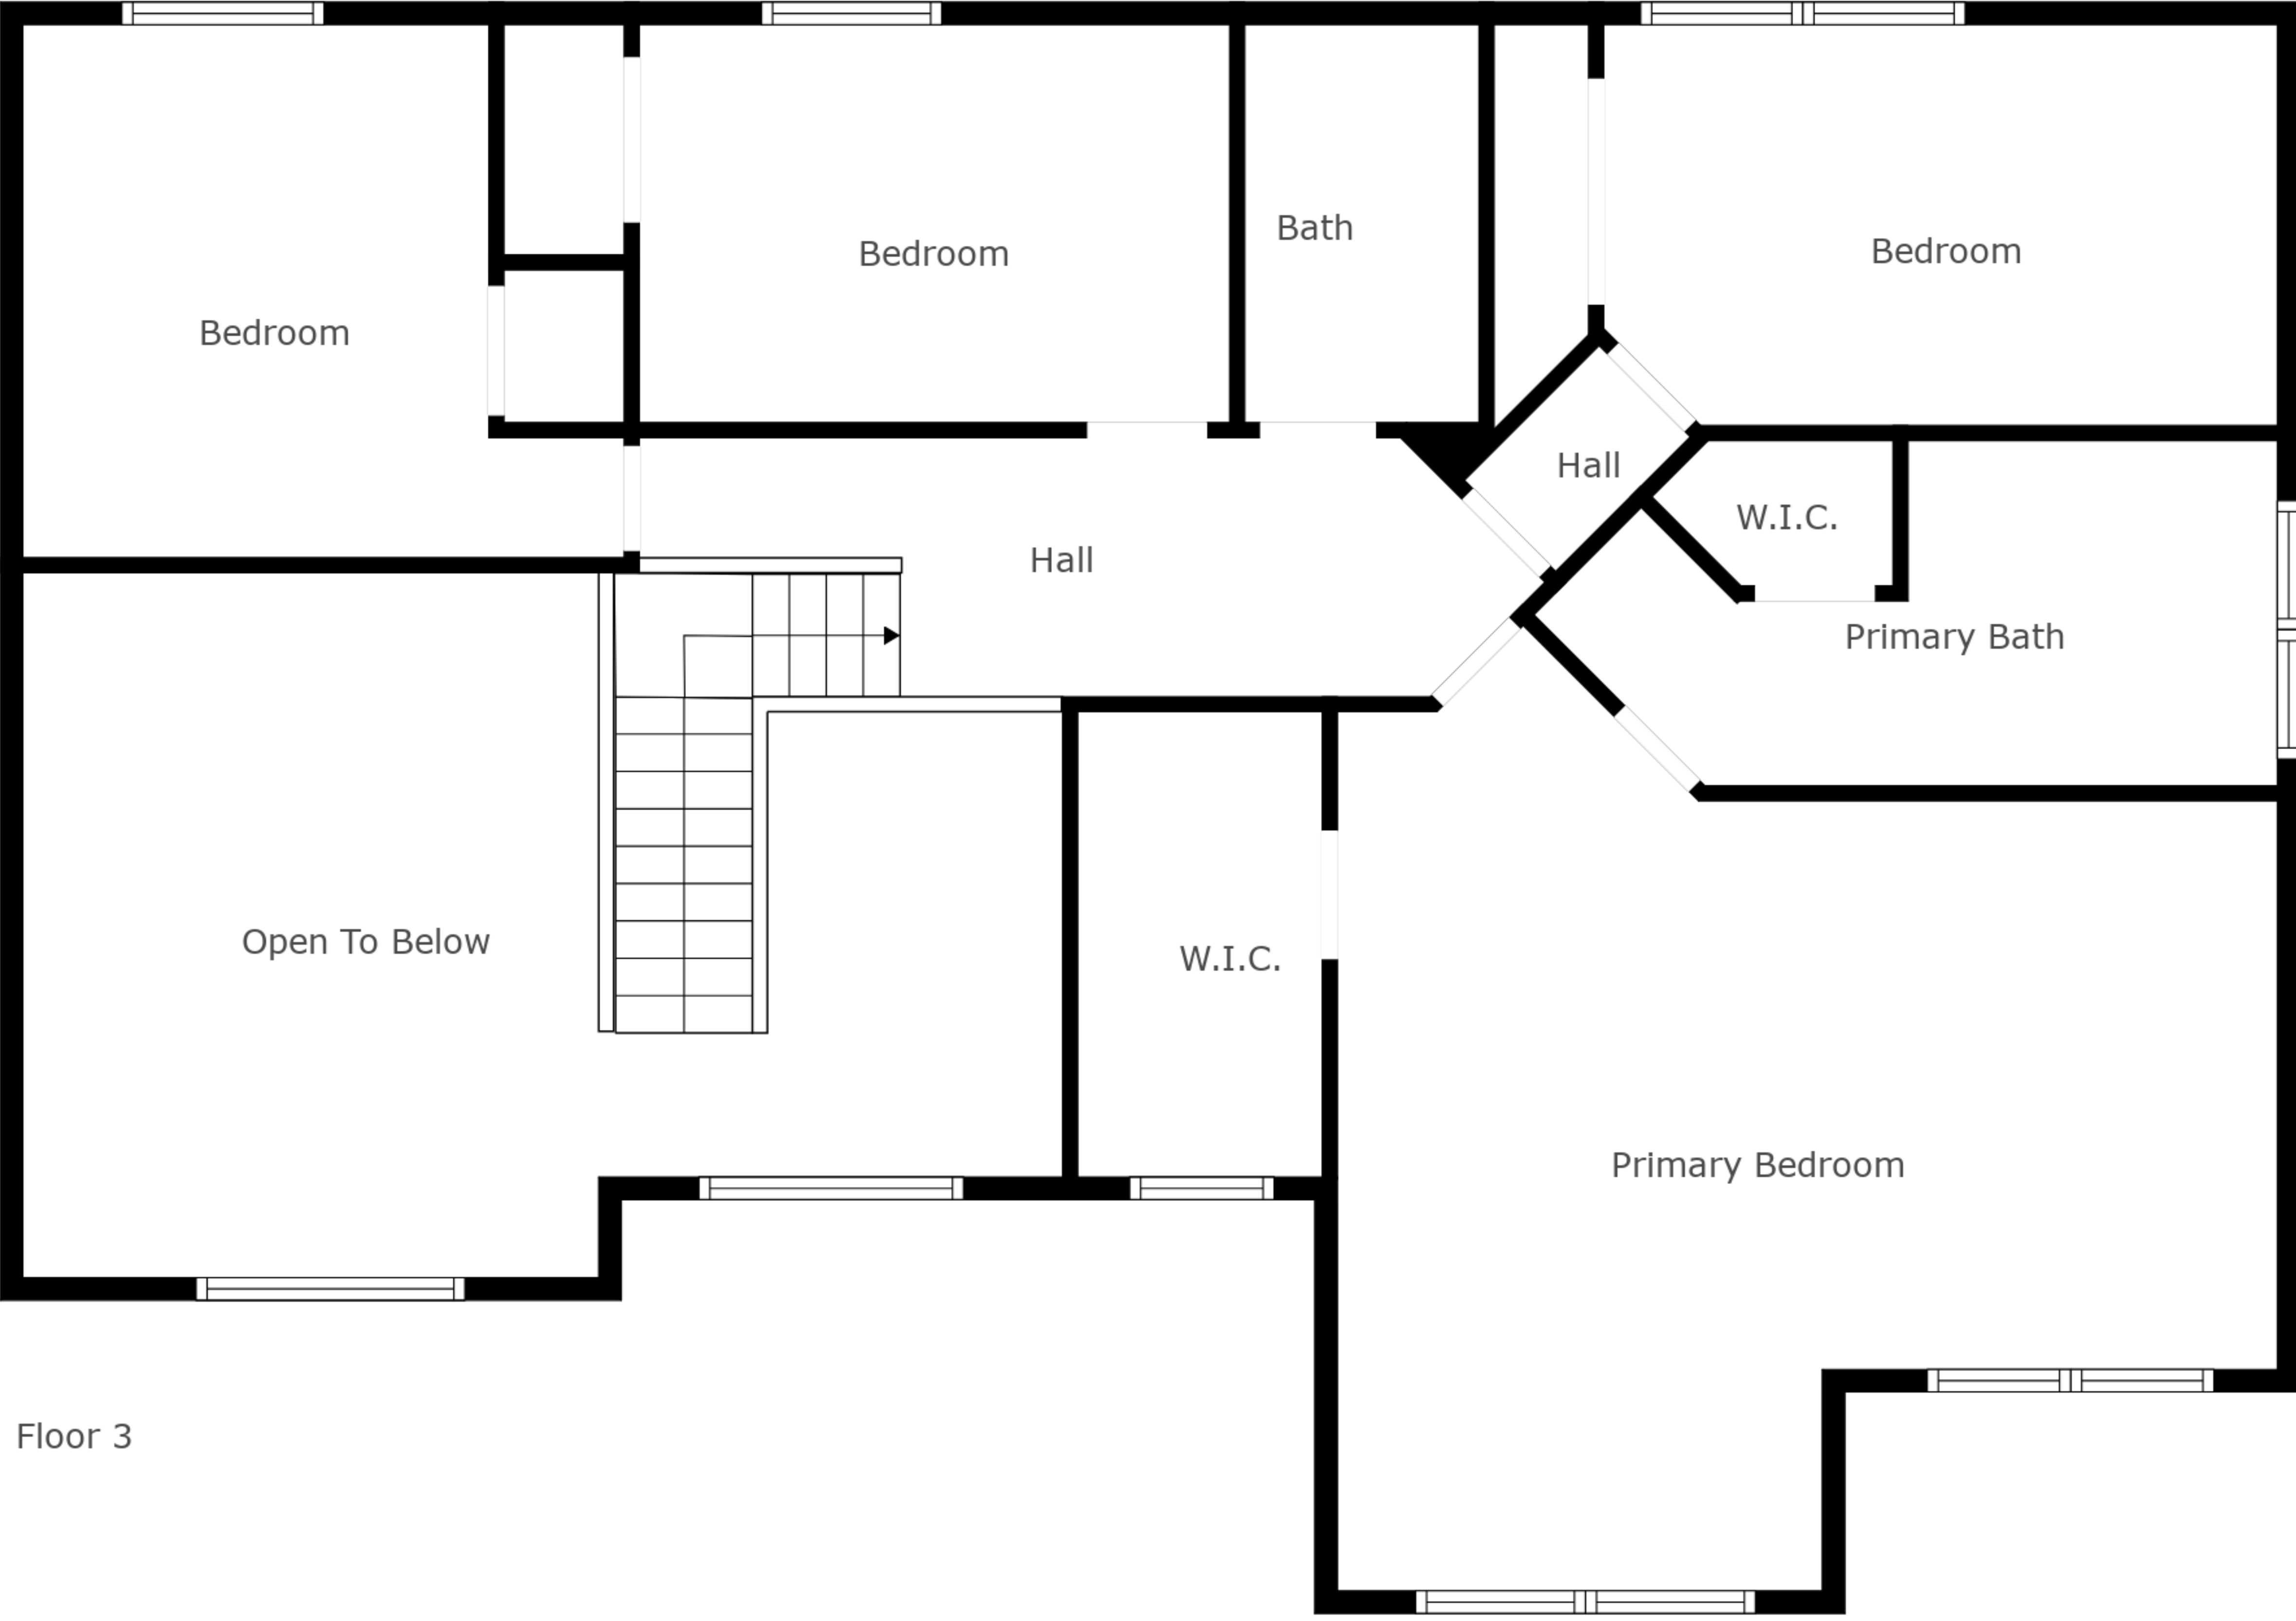 Bath
Bedroom
Bedroom
Bedroom
Hall
W.I.C.
Hall
Primary Bath
Open To Below
W.I.C.
Primary Bedroom
Floor 3